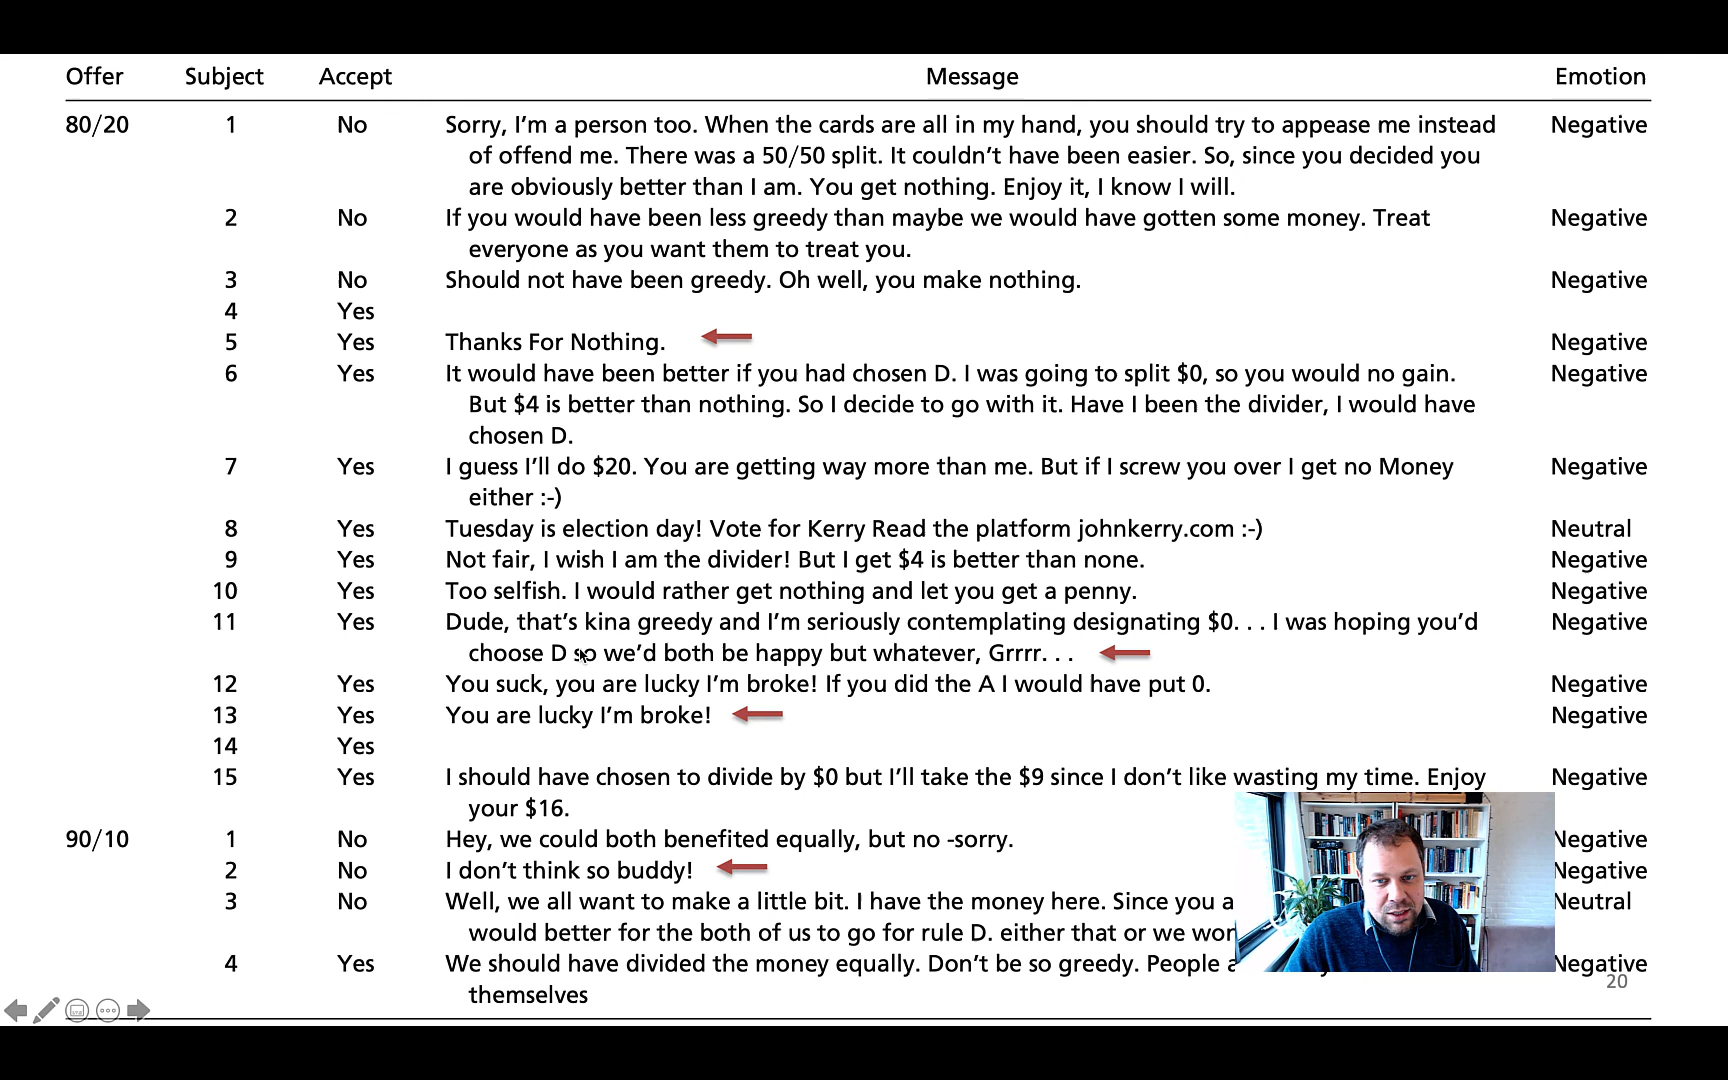 Offer Subject Accept Message Emotion
80/20 1 No Sorry, I'm a person too. When the cards are all in my hand, you should try to appease me instead Negative
of offend me. There was a 50/50 split. It couldn't have been easier. So, since you decided you
are obviously better than I am. You get nothing. Enjoy it, I know I will.
2 No If you would have been less greedy than maybe we would have gotten some money. Treat Negative
everyone as you want them to treat you.
3 No Should not have been greedy. Oh well, you make nothing. Negative
4 Yes
5 Yes Thanks For Nothing. Negative
6 Yes It would have been better if you had chosen D. I was going to split $0, so you would no gain. Negative
But $4 is better than nothing. So I decide to go with it. Have I been the divider, I would have
chosen D.
7 Yes I guess I'll do $20. You are getting way more than me. But if I screw you over I get no Money Negative
either :-)
8 Yes Tuesday is election day! Vote for Kerry Read the platform johnkerry.com :-) Neutral
9 Yes Not fair, I wish I am the divider! But I get $4 is better than none. Negative
10 Yes Too selfish. I would rather get nothing and let you get a penny. Negative
11 Yes Dude, that's kina greedy and I'm seriously contemplating designating $0. . . I was hoping you'd Negative
choose D so we'd both be happy but whatever, Grrrr. . .
12 Yes You suck, you are lucky I'm broke! If you did the A I would have put 0. Negative
13 Yes You are lucky I'm broke! Negative
14 Yes
15 Yes I should have chosen to divide by $0 but I'll take the $9 since I don't like wasting my time. Enjoy Negative
your $16.
90/10 1 No Hey, we could both benefited equally, but no -sorry. Negative
2 No I don't think so buddy! Negative
3 No Well, we all want to make a little bit. I have the money here. Since you Neutral
would better for the both of us to go for rule D. either that or we
4 Yes We should have divided the money equally. Don't be so greedy. People Negative
themselves
20